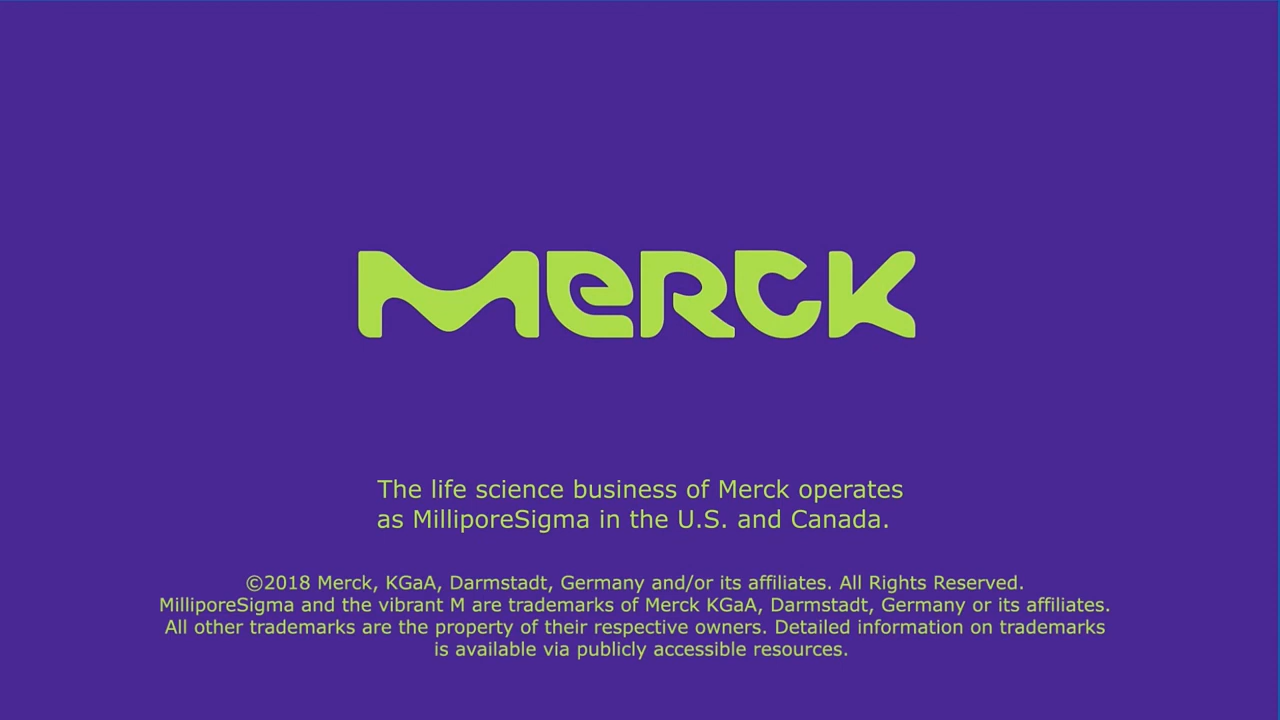 MERCK
The life science business of Merck operates
as MilliporeSigma in the U.S. and Canada.
©2018 Merck, KGaA, Darmstadt, Germany and/or its affiliates. All Rights Reserved.
MilliporeSigma and the vibrant M are trademarks of Merck KGaA, Darmstadt, Germany or its affiliates.
All other trademarks are the property of their respective owners. Detailed information on trademarks
is available via publicly accessible resources.